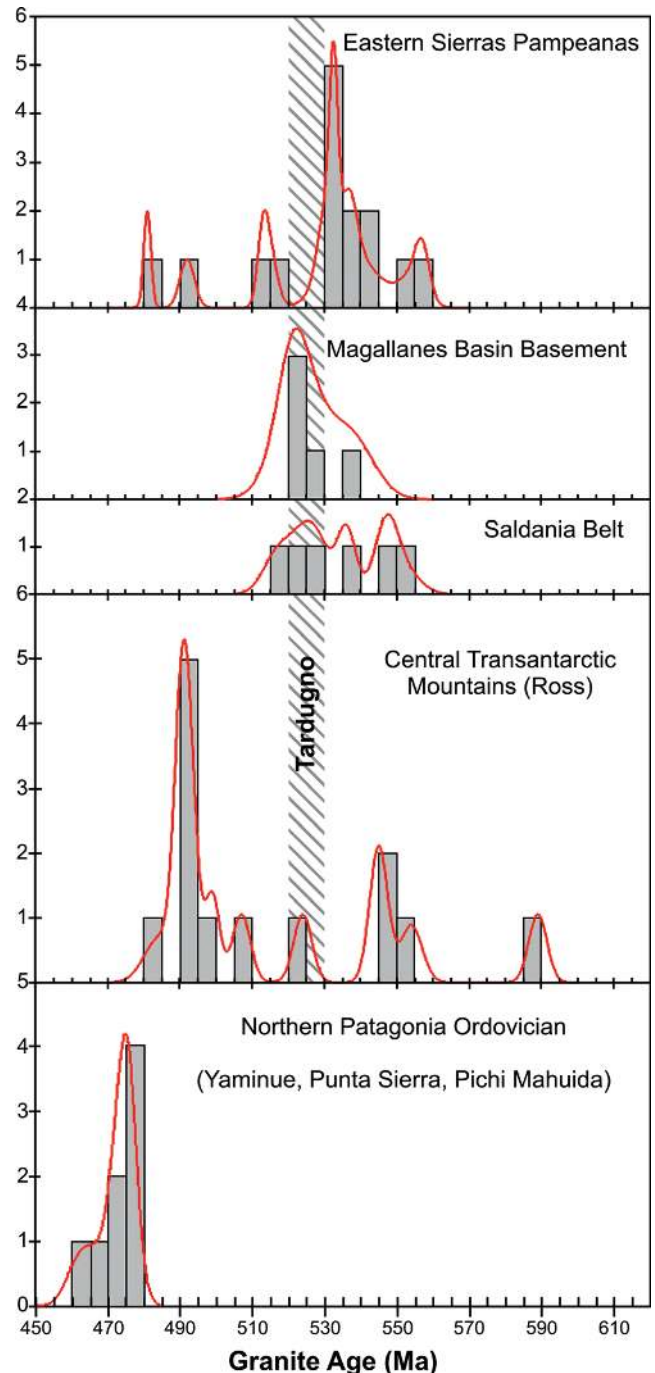 6
Eastern Sierras Pampeanas
5
4
3
2
1
4
Magallanes Basin Basement
3
2
1
2
Saldania Belt
1
6
Central Transantarctic
Mountains (Ross)
Tardugno
5
4
3
2
1
5
Northern Patagonia Ordovician
4
(Yaminue, Punta Sierra, Pichi Mahuida)
3
2
1
0
450 470 490 510 530 550 570 590 610
Granite Age (Ma)